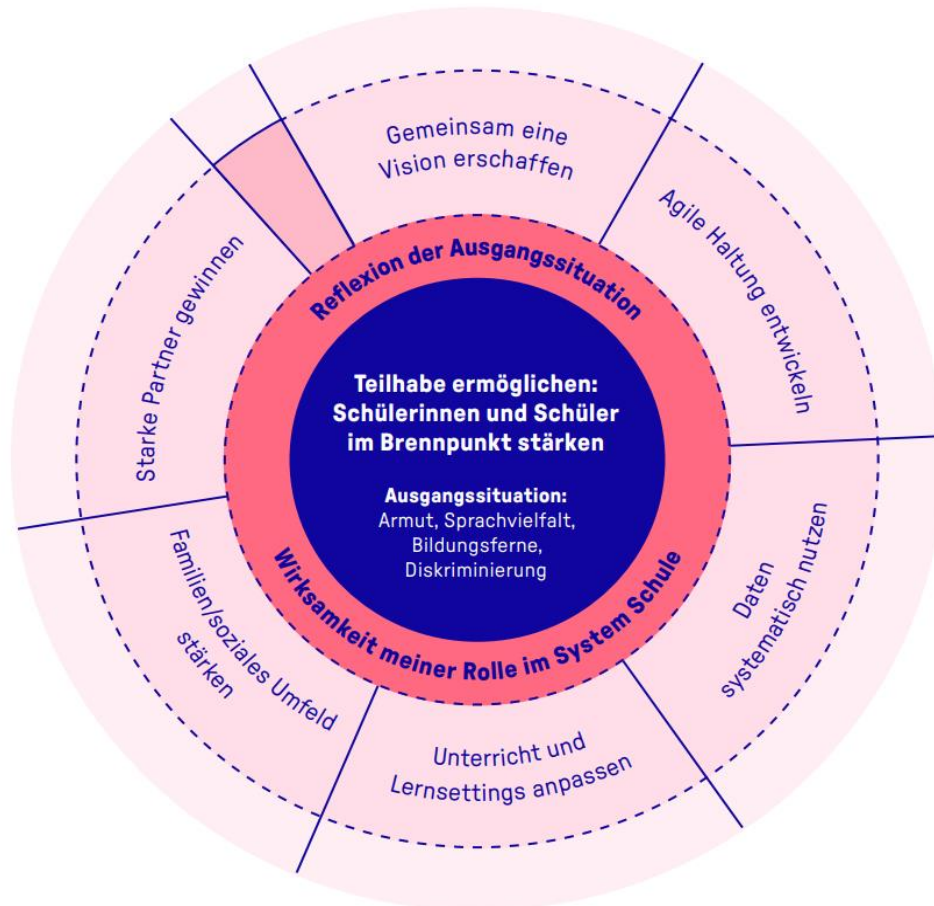 Gemeinsam eine
Vision erschaffen
Agile Haltung entwickeln
Daten
systematisch nutzen
Unterricht und
Lernsettings anpassen
Familien/soziales Umfeld
stärken
Starke Partner gewinnen
Reflexion der Ausgangssituation
Wirksamkeit meiner Rolle im System Schule
Teilhabe ermöglichen:
Schülerinnen und Schüler
im Brennpunkt stärken
Ausgangssituation:
Armut, Sprachvielfalt,
Bildungsferne,
Diskriminierung